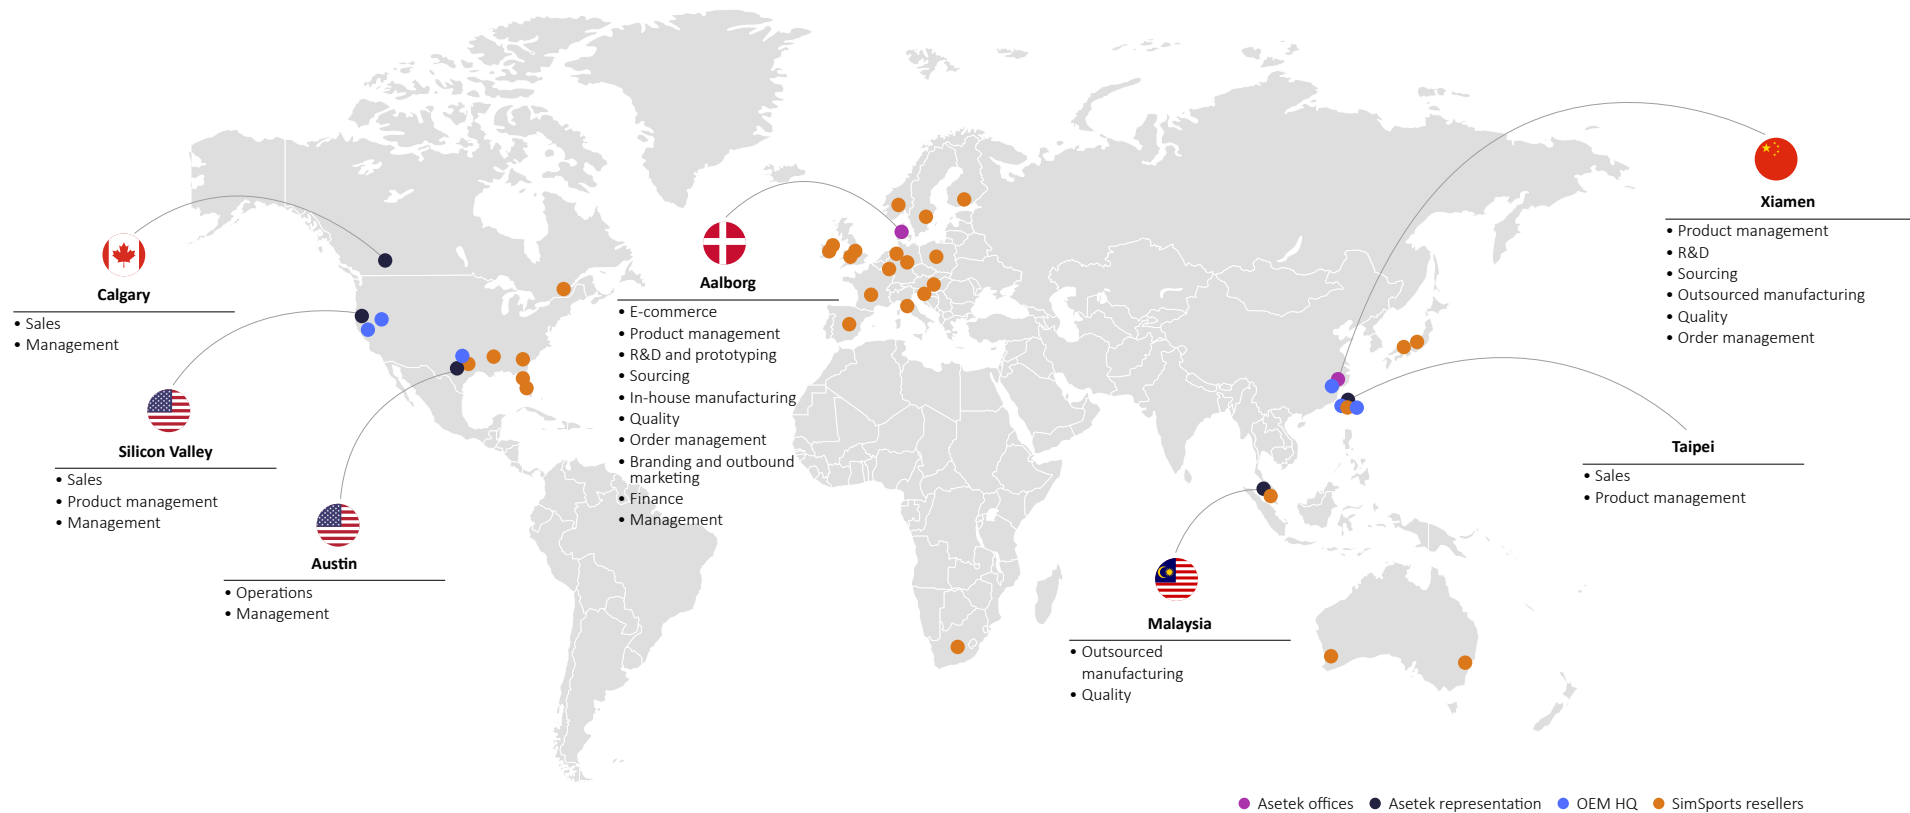 Calgary
• Sales
• Management
Silicon Valley
• Sales
• Product management
• Management
Austin
• Operations
• Management
Aalborg
• E-commerce
• Product management
• R&D and prototyping
• Sourcing
• In-house manufacturing
• Quality
• Order management
• Branding and outbound
marketing
• Finance
• Management
Xiamen
• Product management
• R&D
• Sourcing
• Outsourced manufacturing
• Quality
• Order management
Taipei
• Sales
• Product management
Malaysia
• Outsourced
manufacturing
• Quality
Asetek offices Asetek representation OEM HQ SimSports resellers